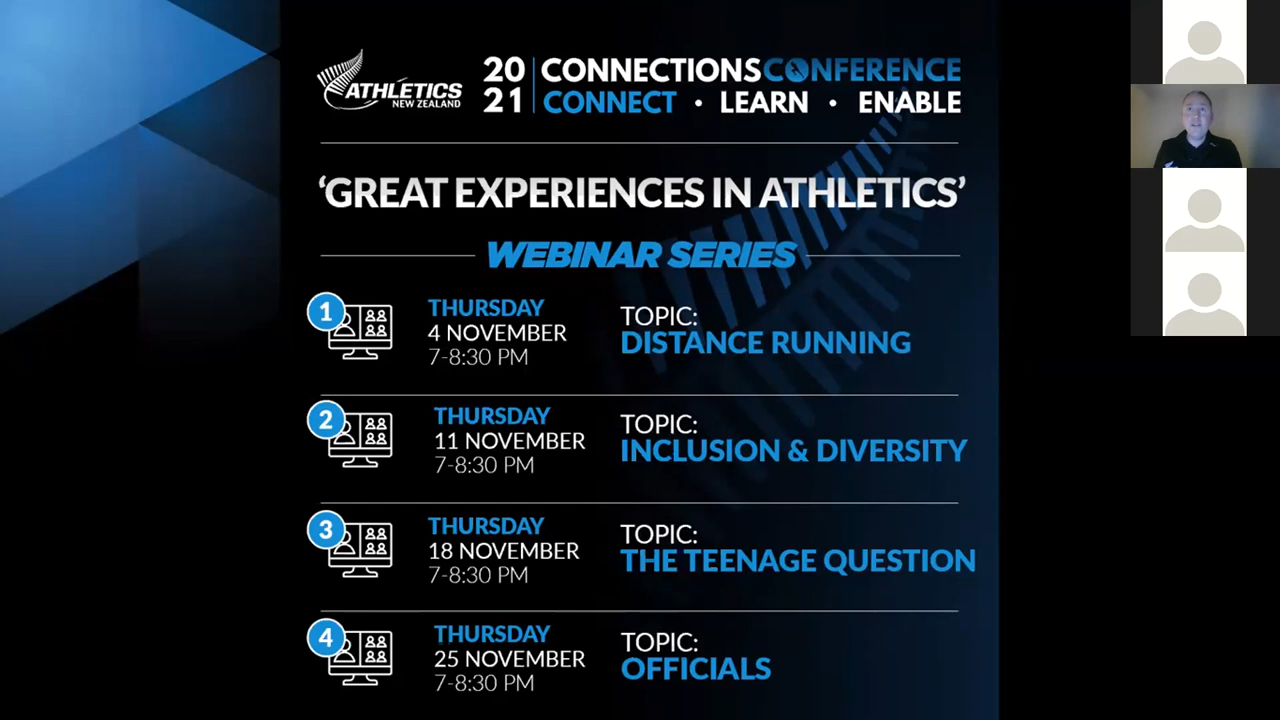 ATHLETICS
NEW ZEALAND
20
21
CONNECTIONS CONFERENCE
CONNECT • LEARN • ENABLE
‘GREAT EXPERIENCES IN ATHLETICS’
WEBINAR SERIES
1
THURSDAY
4 NOVEMBER
7-8:30 PM
TOPIC:
DISTANCE RUNNING
2
THURSDAY
11 NOVEMBER
7-8:30 PM
TOPIC:
INCLUSION & DIVERSITY
3
THURSDAY
18 NOVEMBER
7-8:30 PM
TOPIC:
THE TEENAGE QUESTION
4
THURSDAY
25 NOVEMBER
7-8:30 PM
TOPIC:
OFFICIALS